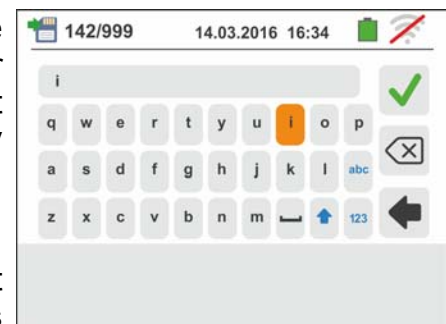 142/999 14.03.2016 16:34
i
q w e r t y u i o p
a s d f g h j k l abc
z x c v b n m 123